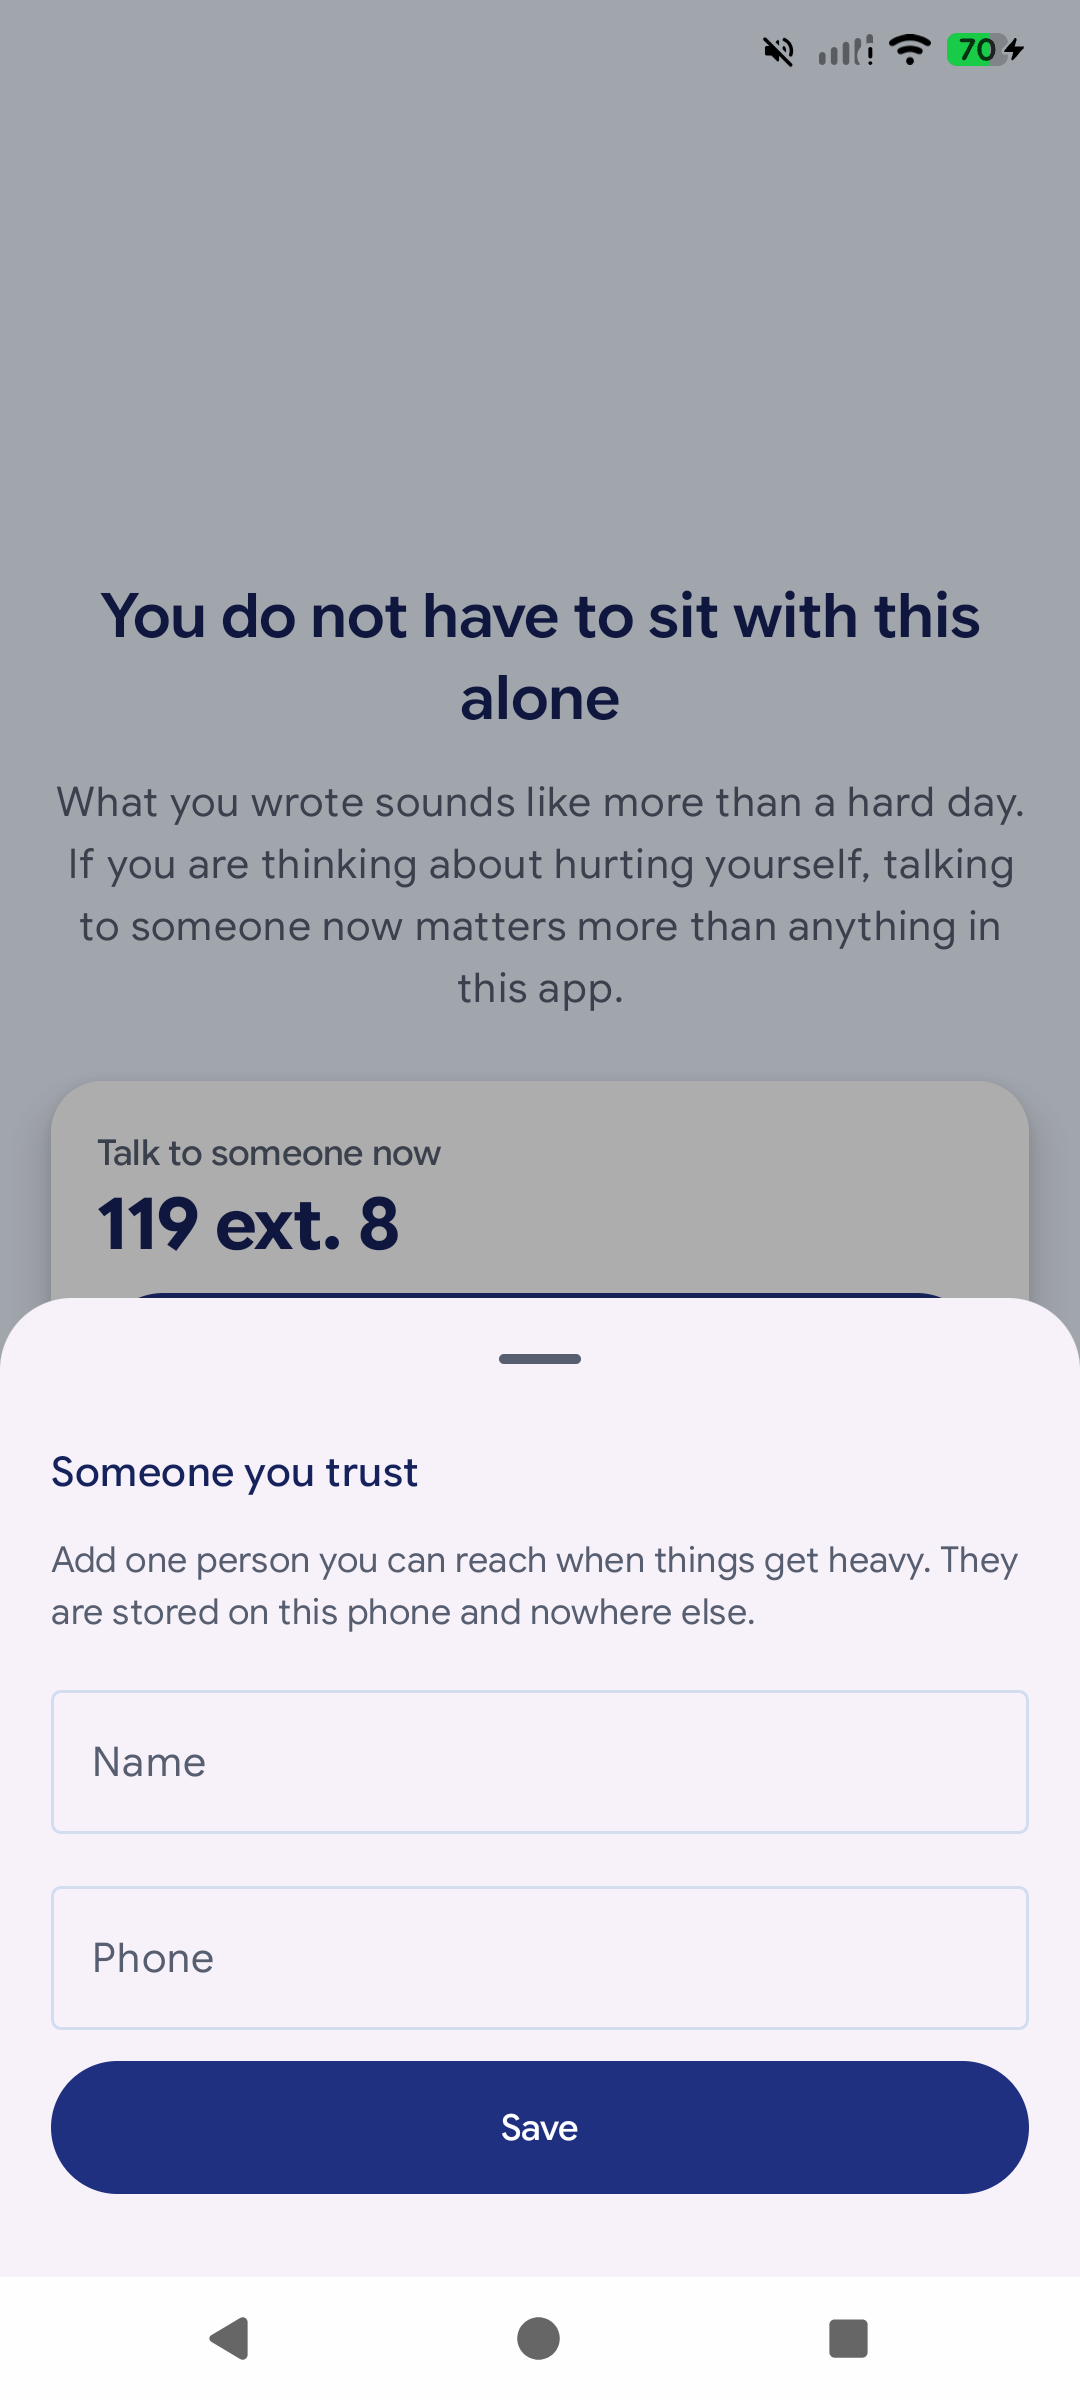 70
You do not have to sit with this
alone
What you wrote sounds like more than a hard day.
If you are thinking about hurting yourself, talking
to someone now matters more than anything in
this app.
Talk to someone now
119 ext. 8
Someone you trust
Add one person you can reach when things get heavy. They
are stored on this phone and nowhere else.
Name
Phone
Save